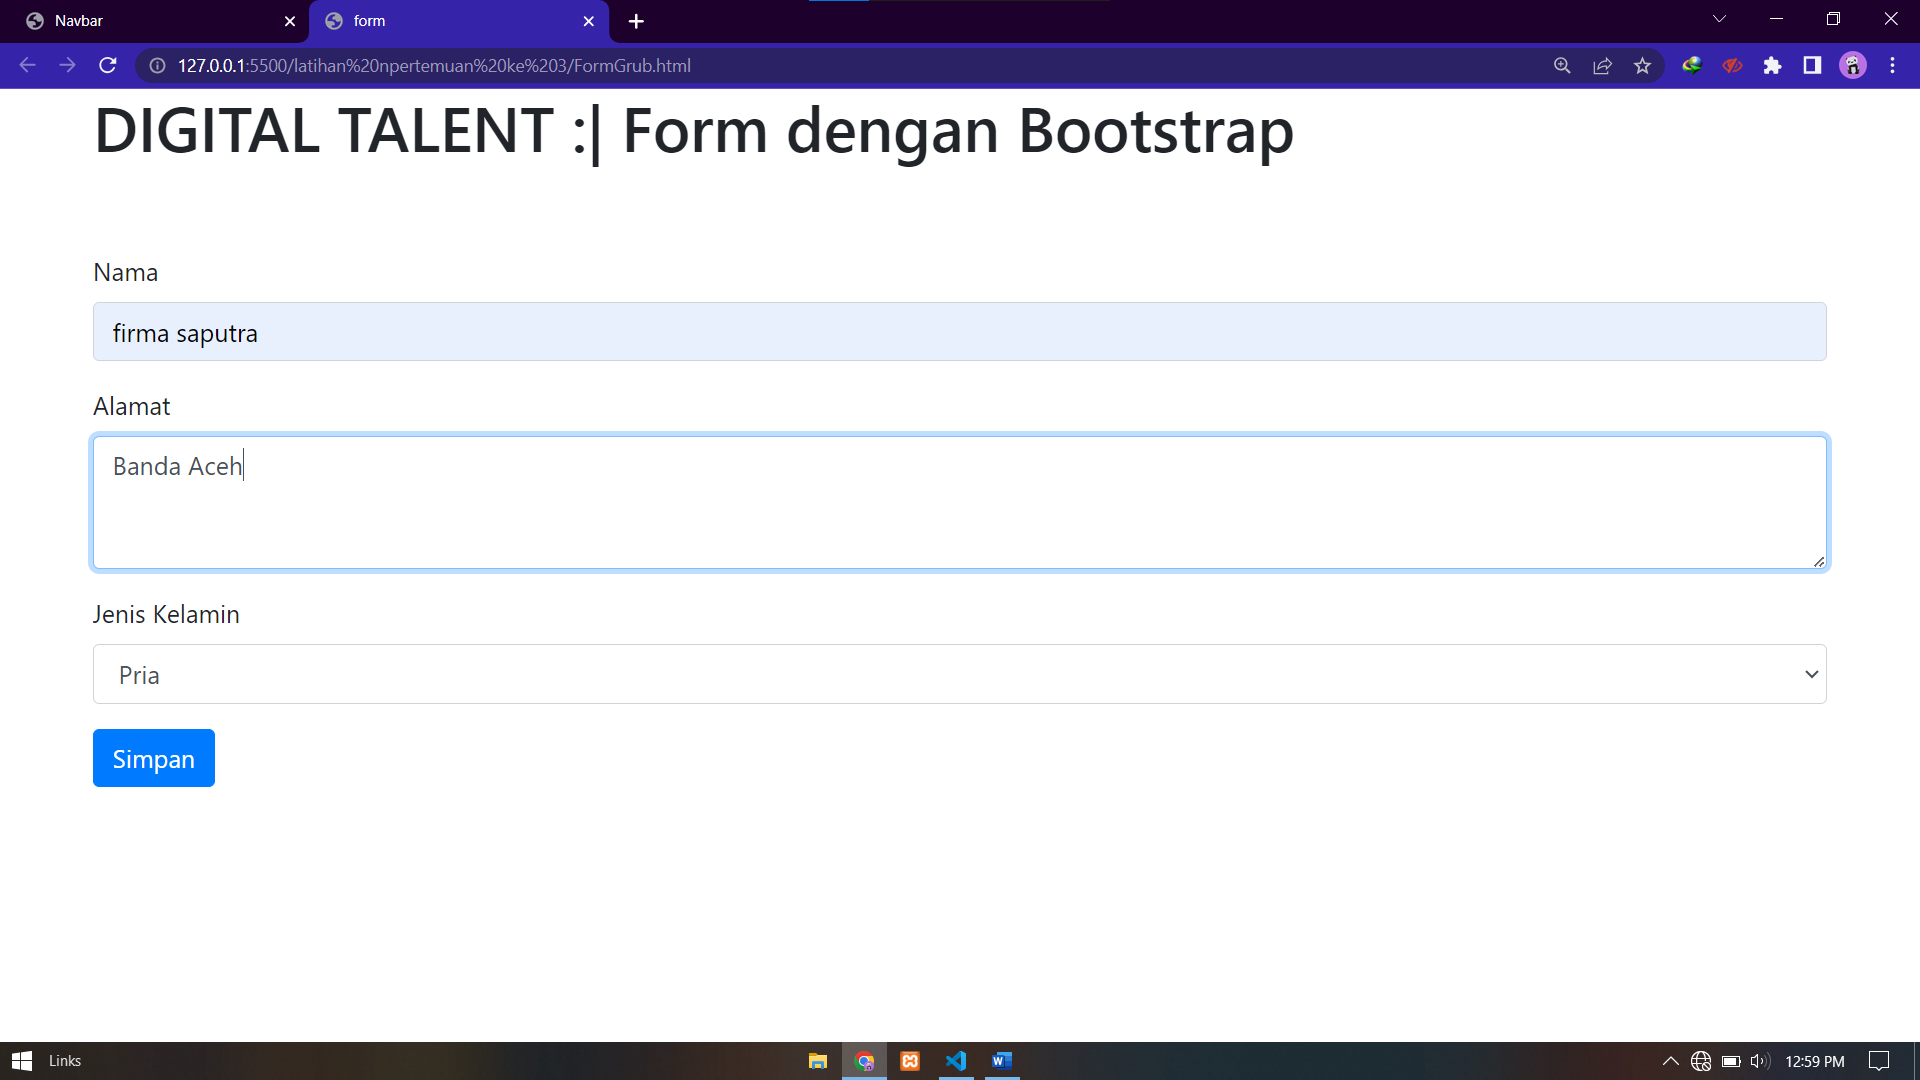 Navbar
form
127.0.0.1:5500/latihan%20npertemuan%20ke%203/FormGrub.html
DIGITAL TALENT :| Form dengan Bootstrap
Nama
firma saputra
Alamat
Banda Aceh
Jenis Kelamin
Pria
Simpan
Links
12:59 PM